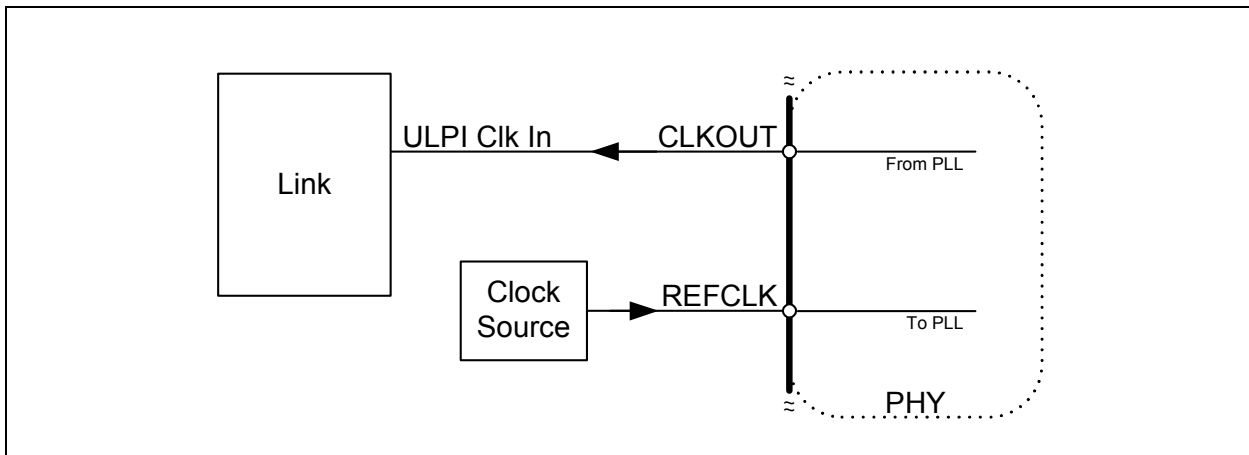 ULPI Clk In
CLKOUT
From PLL
Link
Clock
Source
REFCLK
To PLL
PHY